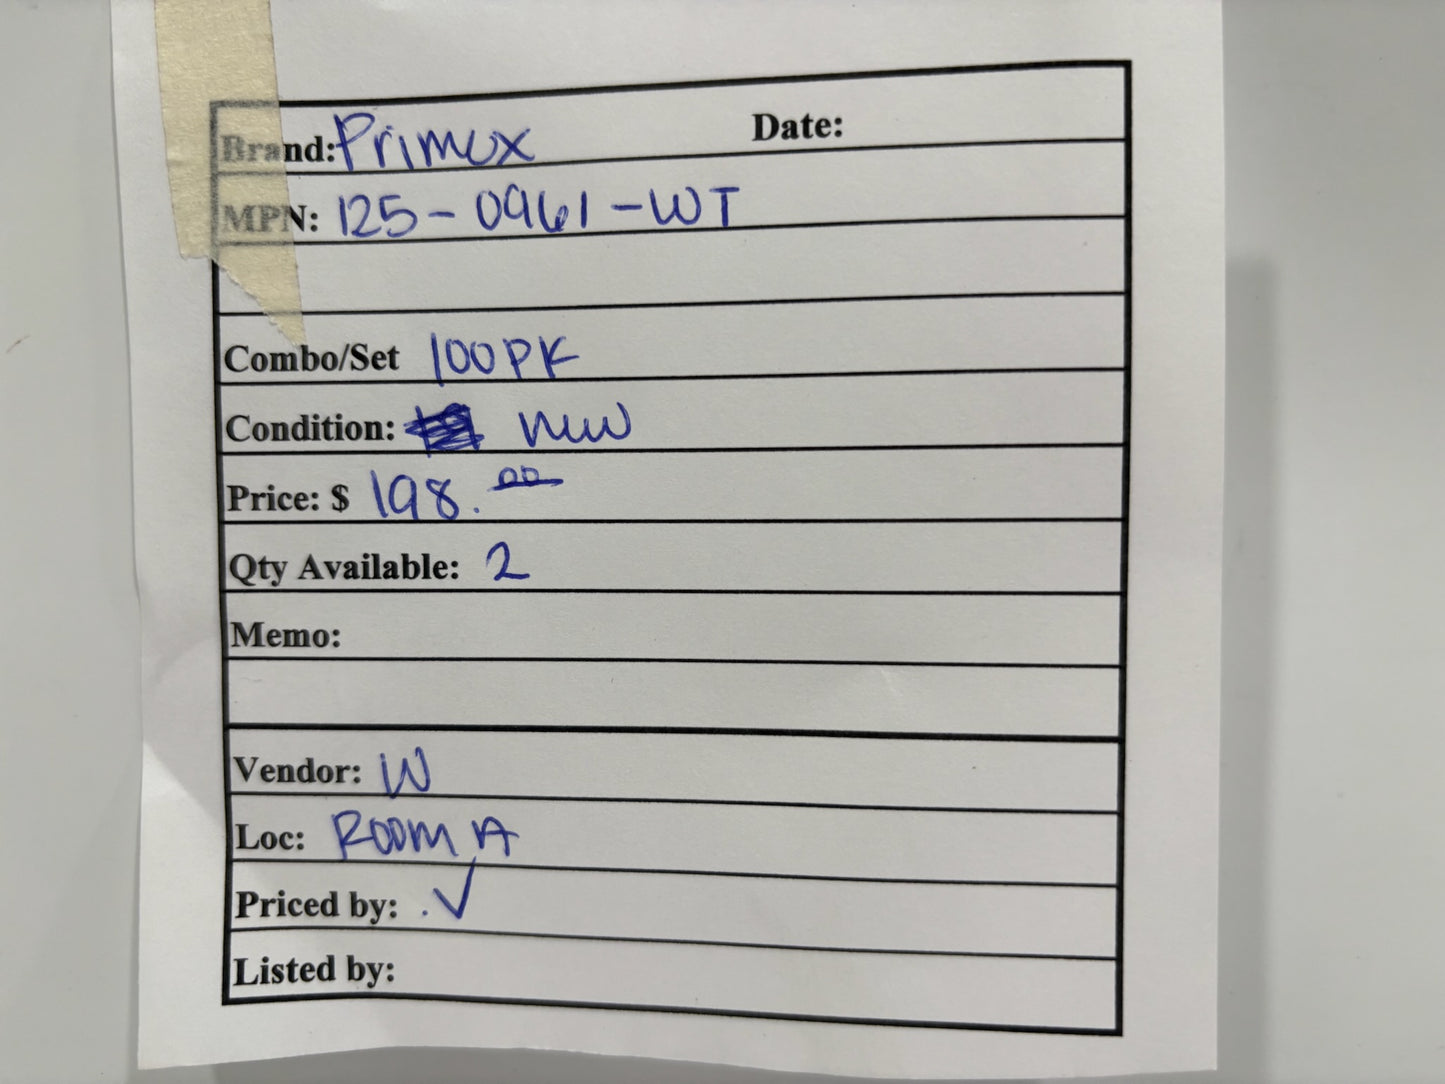 Brand: Primex Date:
MPN: 125-0961-WT
Combo/Set 100PK
Condition: new
Price: $ 198.00
Qty Available: 2
Memo:
Vendor: W
Loc: ROOM A
Priced by: ✓
Listed by: